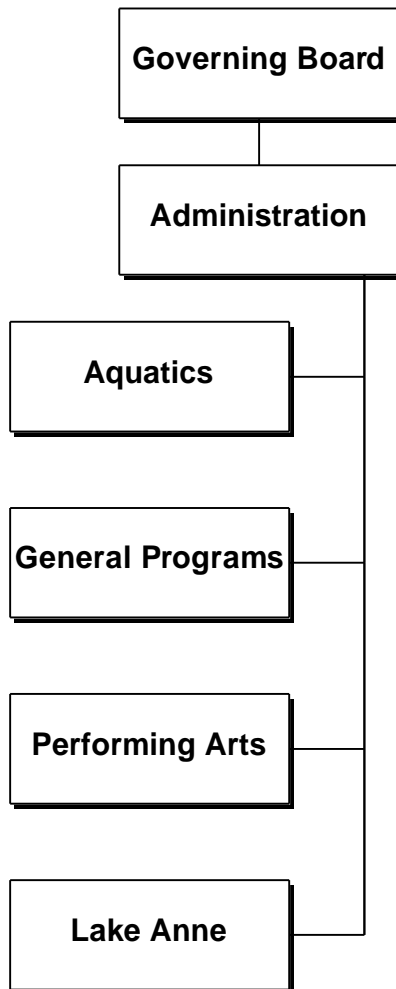 Governing Board
Administration
Aquatics
General Programs
Performing Arts
Lake Anne